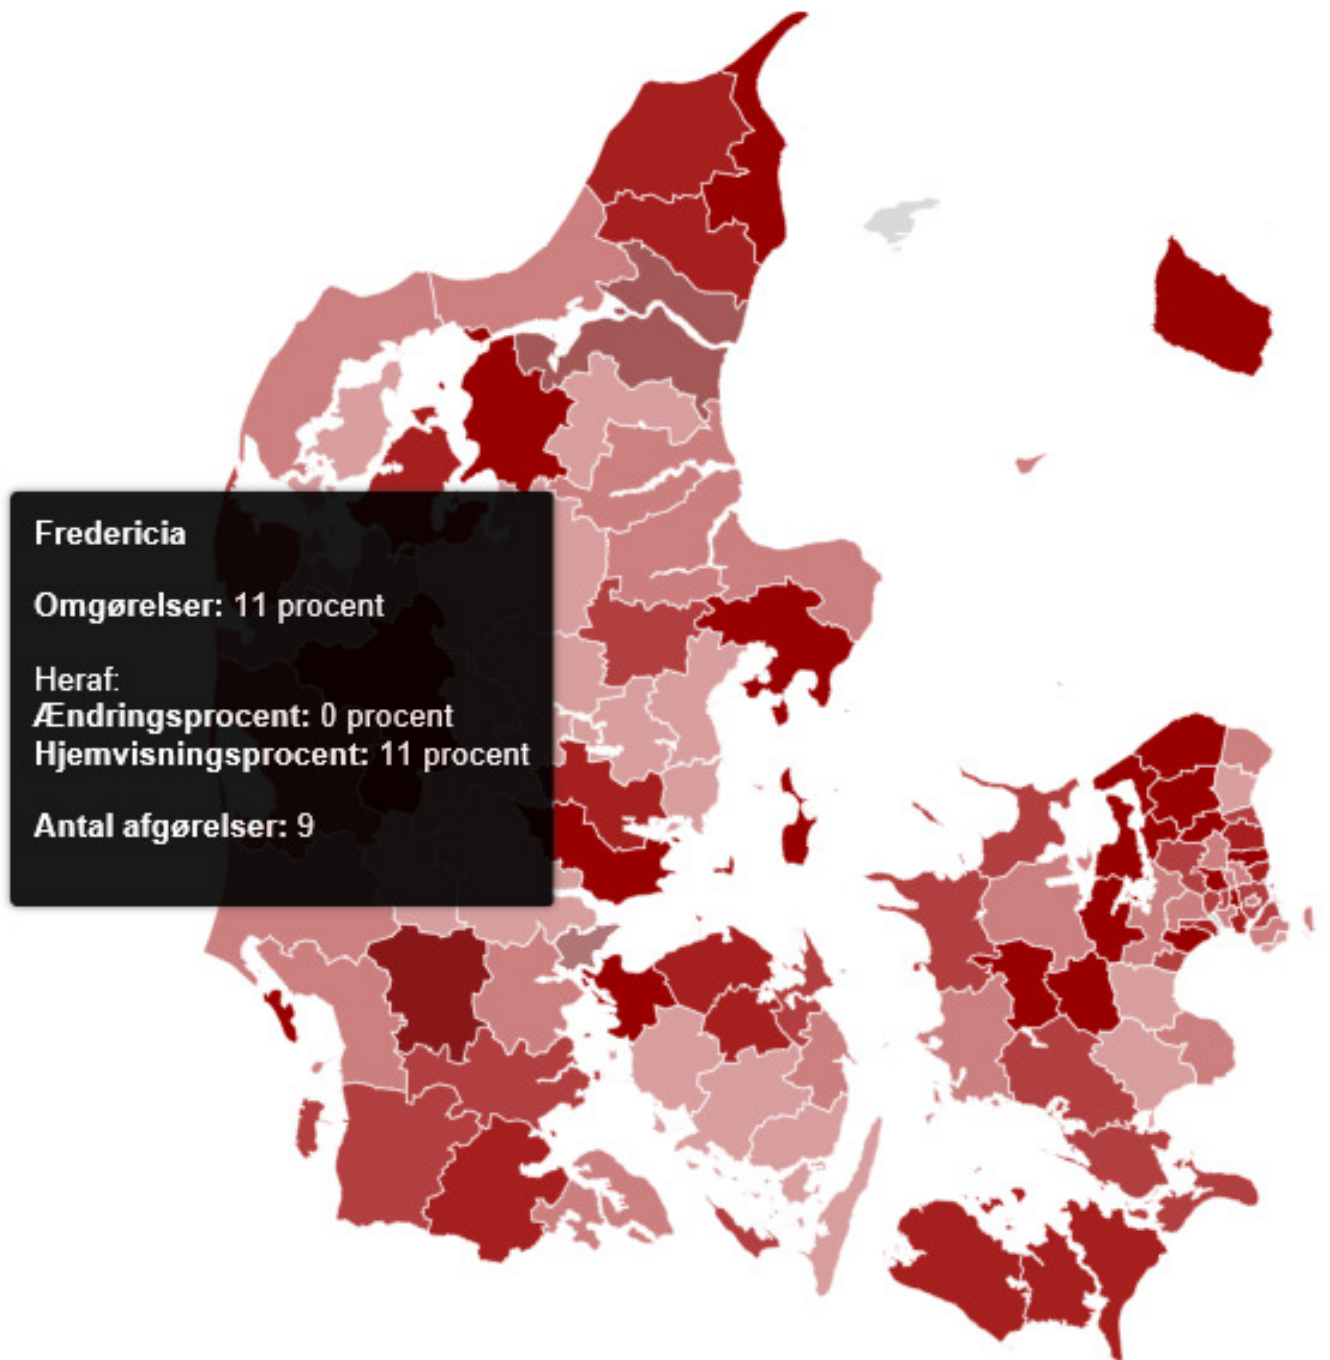 Fredericia
Omgørelser: 11 procent
Heraf:
Ændringsprocent: 0 procent
Hjemvisningsprocent: 11 procent
Antal afgørelser: 9